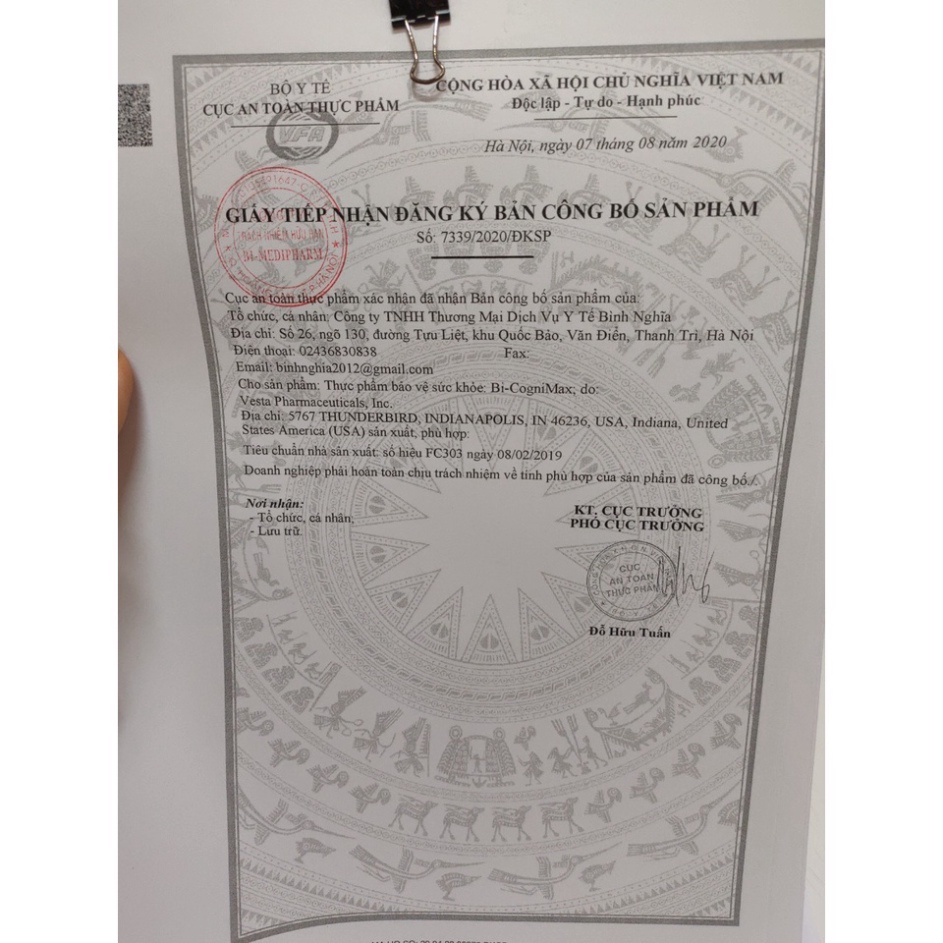 BỘ Y TẾ
CỤC AN TOÀN THỰC PHẨM
VFA
CỘNG HÒA XÃ HỘI CHỦ NGHĨA VIỆT NAM
Độc lập - Tự do - Hạnh phúc
Hà Nội, ngày 07 tháng 08 năm 2020
GIẤY TIẾP NHẬN ĐĂNG KÝ BẢN CÔNG BỐ SẢN PHẨM
TRÁCH NHIỆM HỮU HẠN
BI-MEDIPHARM
Số: 7339/2020/ĐKSP
Cục an toàn thực phẩm xác nhận đã nhận Bản công bố sản phẩm của:
Tổ chức, cá nhân: Công ty TNHH Thương Mại Dịch Vụ Y Tế Bình Nghĩa
Địa chỉ: Số 26, ngõ 130, đường Tựu Liệt, khu Quốc Bảo, Văn Điển, Thanh Trì, Hà Nội
Điện thoại: 02436830838 Fax:
Email: binhnghia2012@gmail.com
Cho sản phẩm: Thực phẩm bảo vệ sức khỏe: Bi-CogniMax; do:
Vesta Pharmaceuticals, Inc.
Địa chỉ: 5767 THUNDERBIRD, INDIANAPOLIS, IN 46236, USA, Indiana, United
States America (USA) sản xuất, phù hợp:
Tiêu chuẩn nhà sản xuất: số hiệu FC303 ngày 08/02/2019
Doanh nghiệp phải hoàn toàn chịu trách nhiệm về tính phù hợp của sản phẩm đã công bố./.
Nơi nhận:
- Tổ chức, cá nhân;
- Lưu trữ.
KT. CỤC TRƯỞNG
PHÓ CỤC TRƯỞNG
CỤC
AN TOÀN
THỰC PHẨM
Đỗ Hữu Tuấn